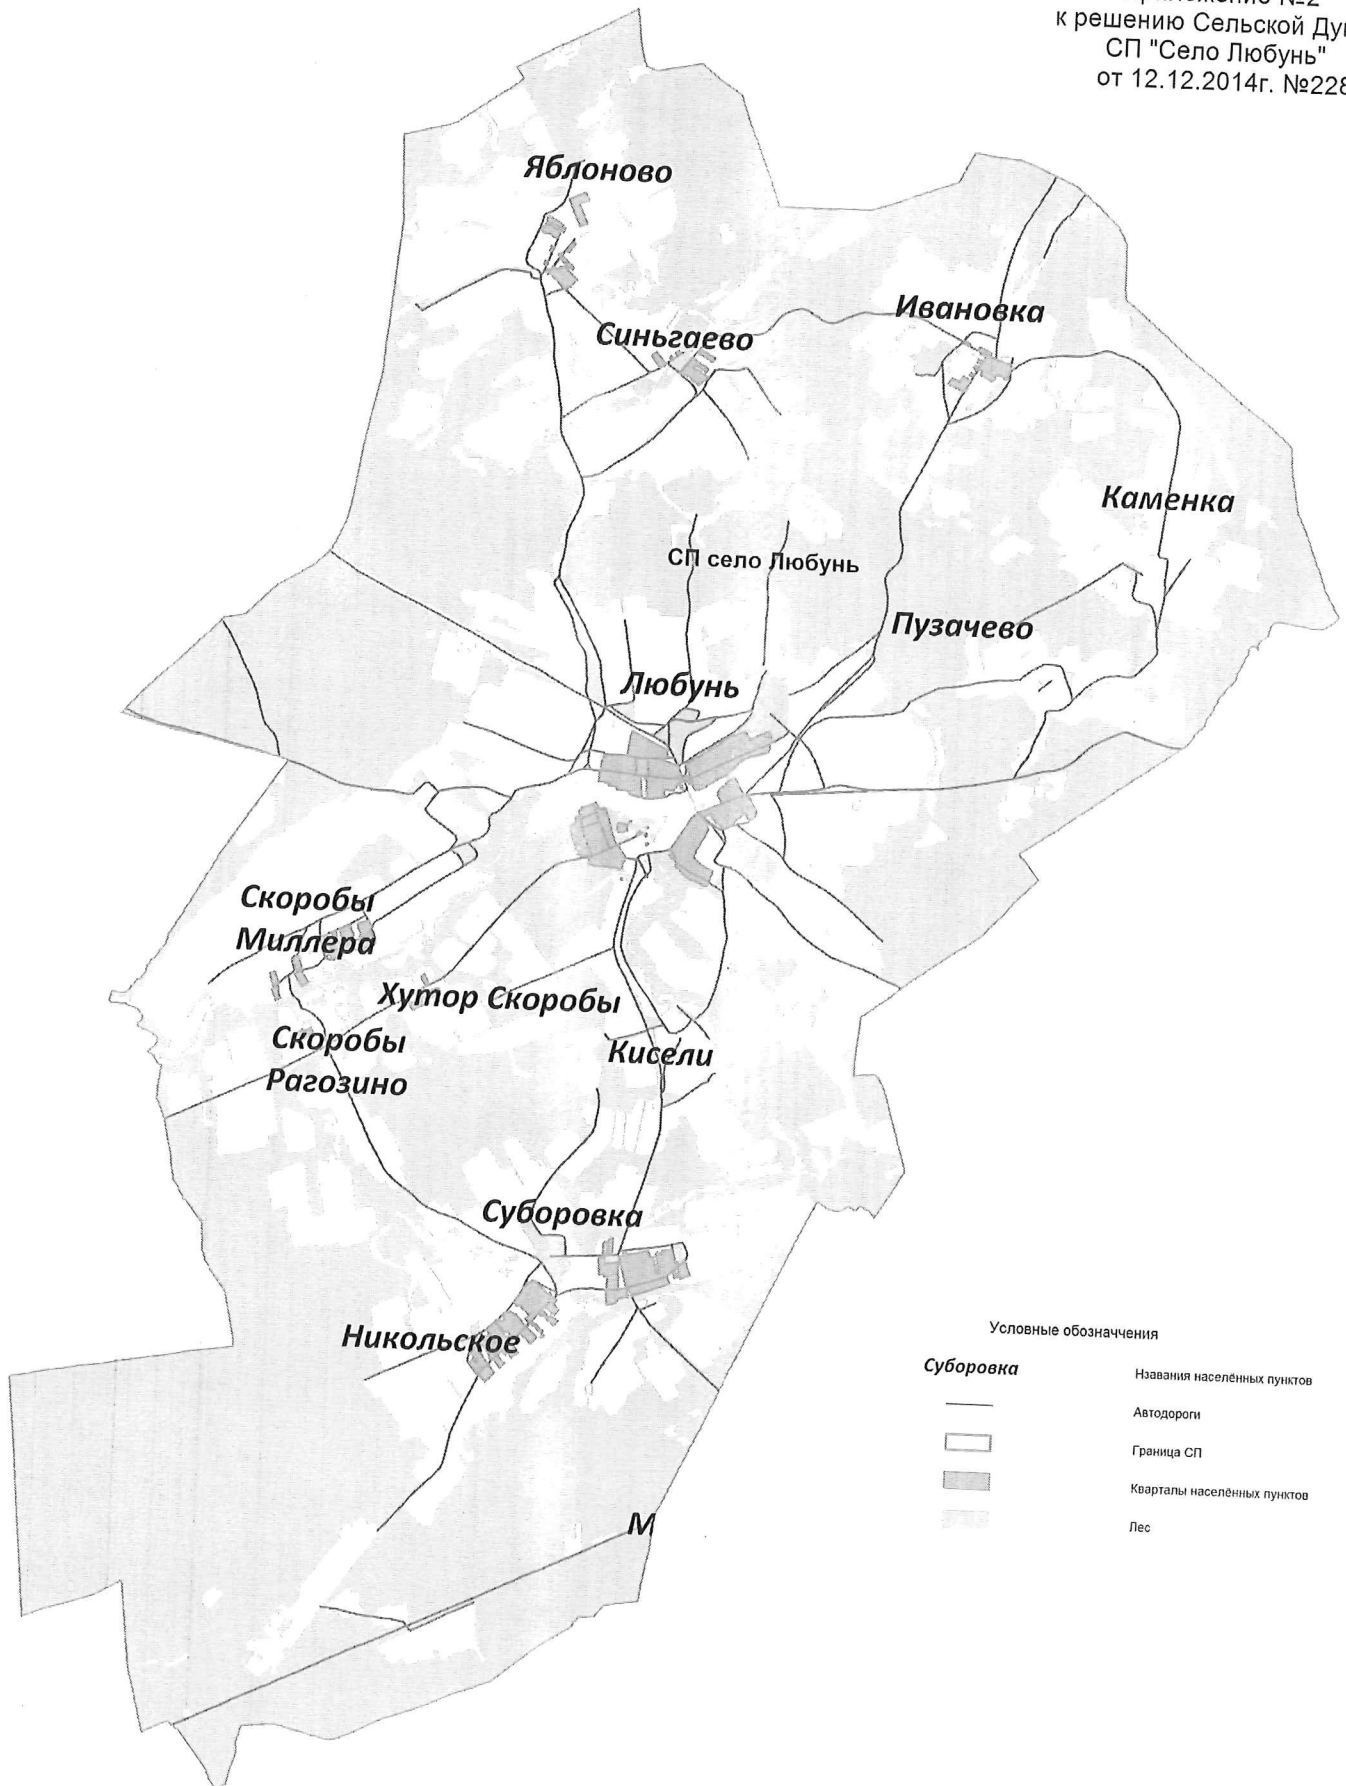 к решению Сельской
СП "Село Любунь"
от 12.12.2014г. №228
Яблоново
Синьгаево
Ивановка
Каменка
СП село Любунь
Пузачево
Любунь
Скоробы
Миллера
Хутор Скоробы
Скоробы
Рагозино
Кисели
Суборовка
Никольское
М
Условные обозначчения
Суборовка
Нзавания населённых пунктов
Автодороги
Граница СП
Кварталы населённых пунктов
Лес